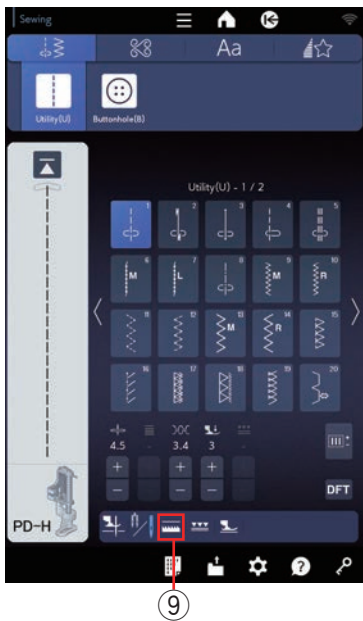 Sewing
Aa
Utility(U)
Buttonhole(B)
Utility(U) - 1 / 2
1 2 3 4 5
6 M 7 L 8 9 M 10 R
11 12 13 M 14 R 15
16 17 18 19 20
4.5 - 3.4 3 -
+ + +
- - - -
DFT
PD-H
9